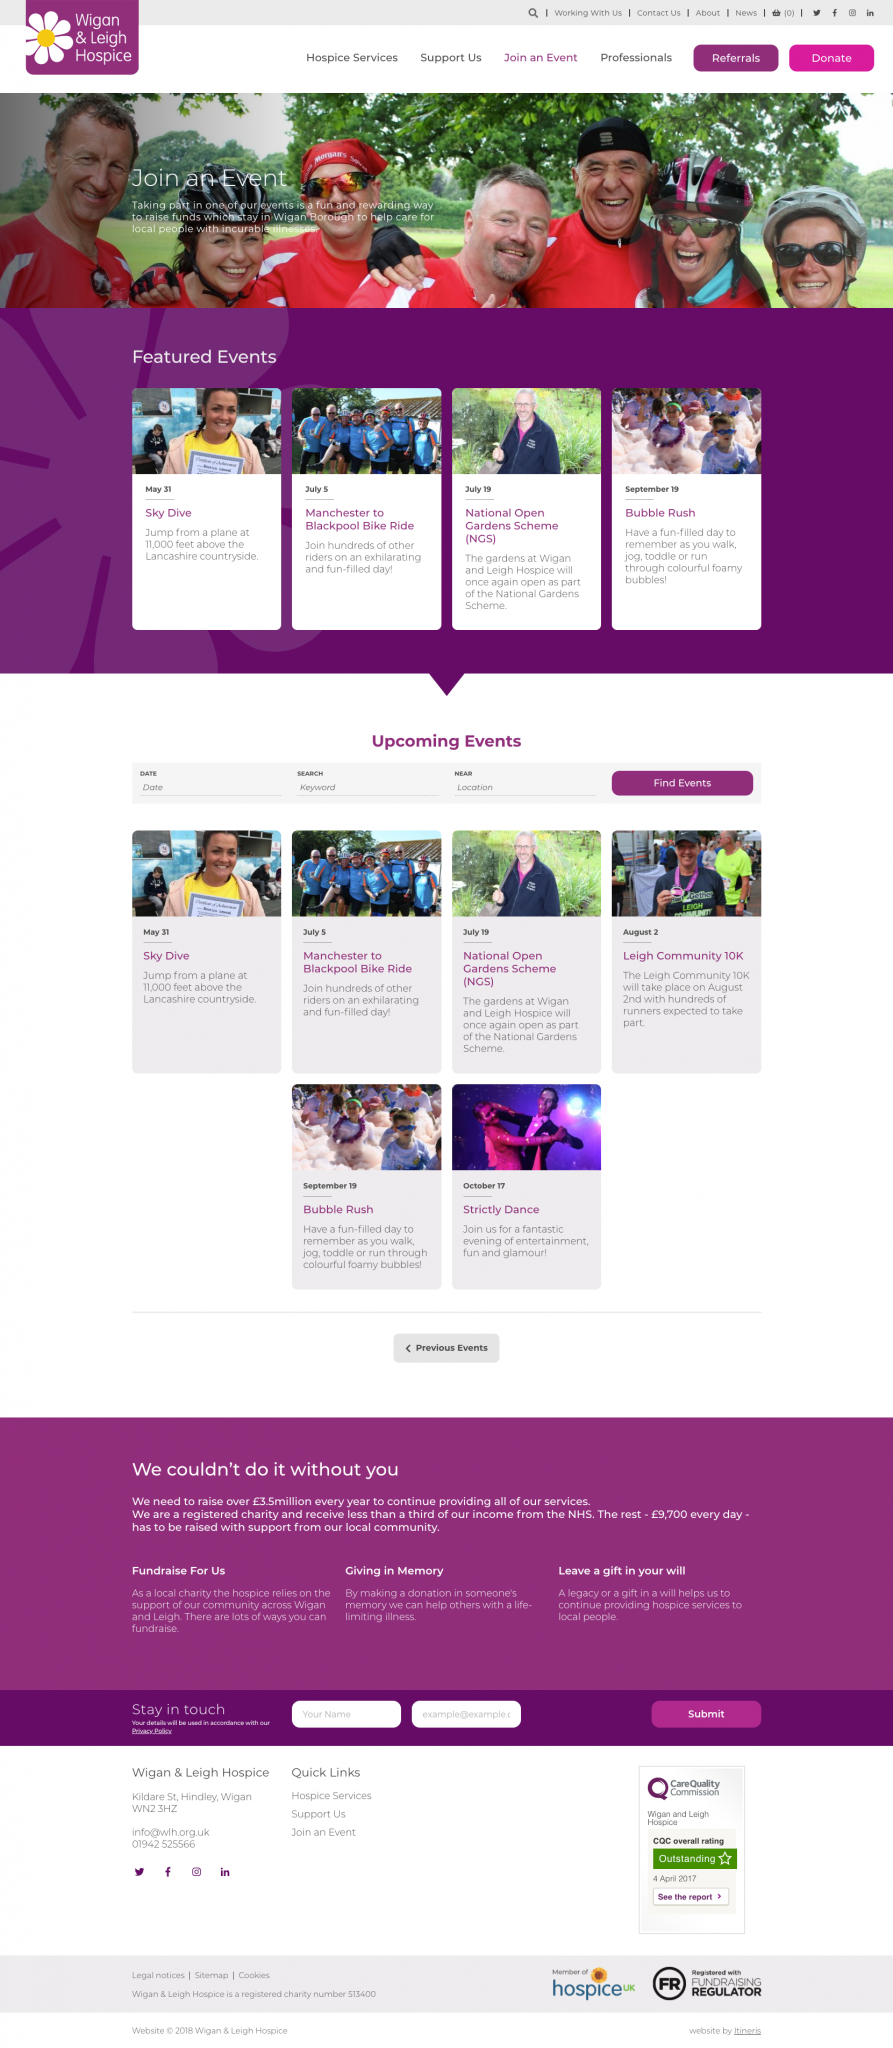 Wigan
& Leigh
Hospice
Working With Us | Contact Us | About | News | (0) |
Hospice Services Support Us Join an Event Professionals Referrals Donate
Morgan's
Join an Event
Taking part in one of our events is a fun and rewarding way
to raise funds which stay in Wigan Borough to help care for
local people with incurable illnesses.
Featured Events
May 31
Sky Dive
Jump from a plane at
11,000 feet above the
Lancashire countryside.
July 5
Manchester to
Blackpool Bike Ride
Join hundreds of other
riders on an exhilarating
and fun-filled day!
July 19
National Open
Gardens Scheme
(NGS)
The gardens at Wigan
and Leigh Hospice will
once again open as part
of the National Gardens
Scheme.
September 19
Bubble Rush
Have a fun-filled day to
remember as you walk,
jog, toddle or run
through colourful foamy
bubbles!
Upcoming Events
DATE
Date
SEARCH
Keyword
NEAR
Location
Find Events
May 31
Sky Dive
Jump from a plane at
11,000 feet above the
Lancashire countryside.
July 5
Manchester to
Blackpool Bike Ride
Join hundreds of other
riders on an exhilarating
and fun-filled day!
July 19
National Open
Gardens Scheme
(NGS)
The gardens at Wigan
and Leigh Hospice will
once again open as part
of the National Gardens
Scheme.
LEIGH
COMMUNITY
August 2
Leigh Community 10K
The Leigh Community 10K
will take place on August
2nd with hundreds of
runners expected to take
part.
September 19
Bubble Rush
Have a fun-filled day to
remember as you walk,
jog, toddle or run through
colourful foamy bubbles!
October 17
Strictly Dance
Join us for a fantastic
evening of entertainment,
fun and glamour!
Previous Events
We couldn't do it without you
We need to raise over £3.5million every year to continue providing all of our services.
We are a registered charity and receive less than a third of our income from the NHS. The rest - £9,700 every day -
has to be raised with support from our local community.
Fundraise For Us
As a local charity the hospice relies on the
support of our community across Wigan
and Leigh. There are lots of ways you can
fundraise.
Giving in Memory
By making a donation in someone's
memory we can help others with a life-
limiting illness.
Leave a gift in your will
A legacy or a gift in a will helps us to
continue providing hospice services to
local people.
Stay in touch
Your details will be used in accordance with our
Privacy Policy
Your Name
example@example.c
Submit
Wigan & Leigh Hospice
Kildare St, Hindley, Wigan
WN2 3HZ
info@wlh.org.uk
01942 525566
Quick Links
Hospice Services
Support Us
Join an Event
CareQuality
Commission
Wigan and Leigh
Hospice
CQC overall rating
Outstanding
4 April 2017
See the report
Legal notices | Sitemap | Cookies
Wigan & Leigh Hospice is a registered charity number 513400
Member of
hospice UK
FR
Registered with
FUNDRAISING
REGULATOR
Website © 2018 Wigan & Leigh Hospice
website by Itineris